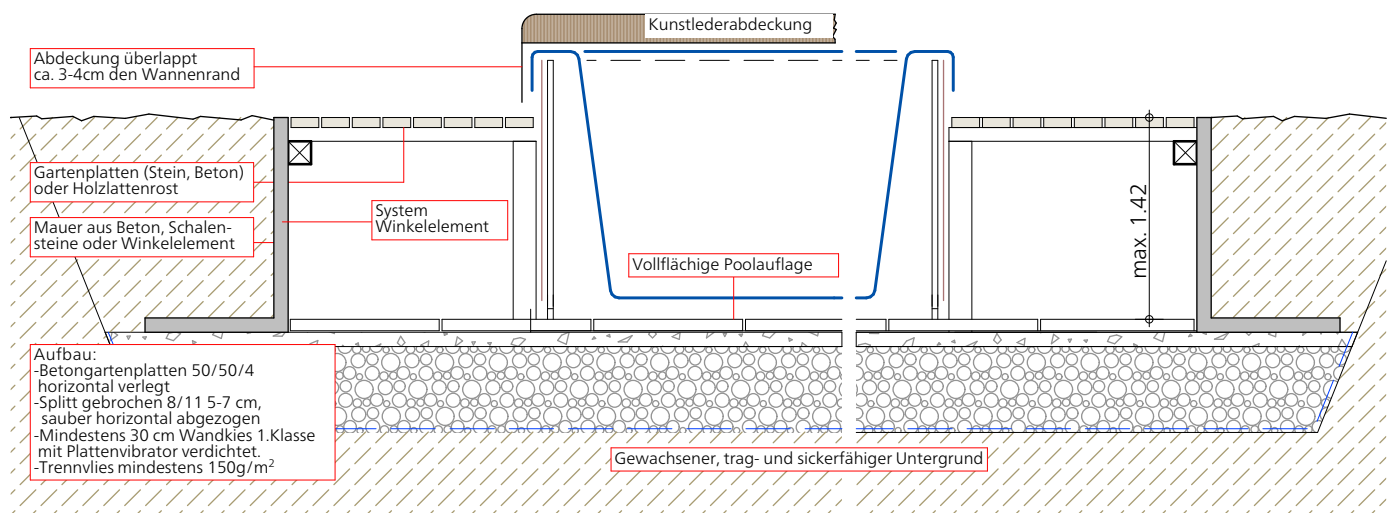 Kunstlederabdeckung
Abdeckung überlappt
ca. 3-4cm den Wannenrand
Gartenplatten (Stein, Beton)
oder Holzlattenrost
Mauer aus Beton, Schalen-
steine oder Winkelelement
System
Winkelelement
max. 1.42
Vollflächige Poolauflage
Aufbau:
-Betongartenplatten 50/50/4
horizontal verlegt
-Splitt gebrochen 8/11 5-7 cm,
sauber horizontal abgezogen
-Mindestens 30 cm Wandkies 1.Klasse
mit Plattenvibrator verdichtet.
-Trennvlies mindestens 150g/m²
Gewachsener, trag- und sickerfähiger Untergrund